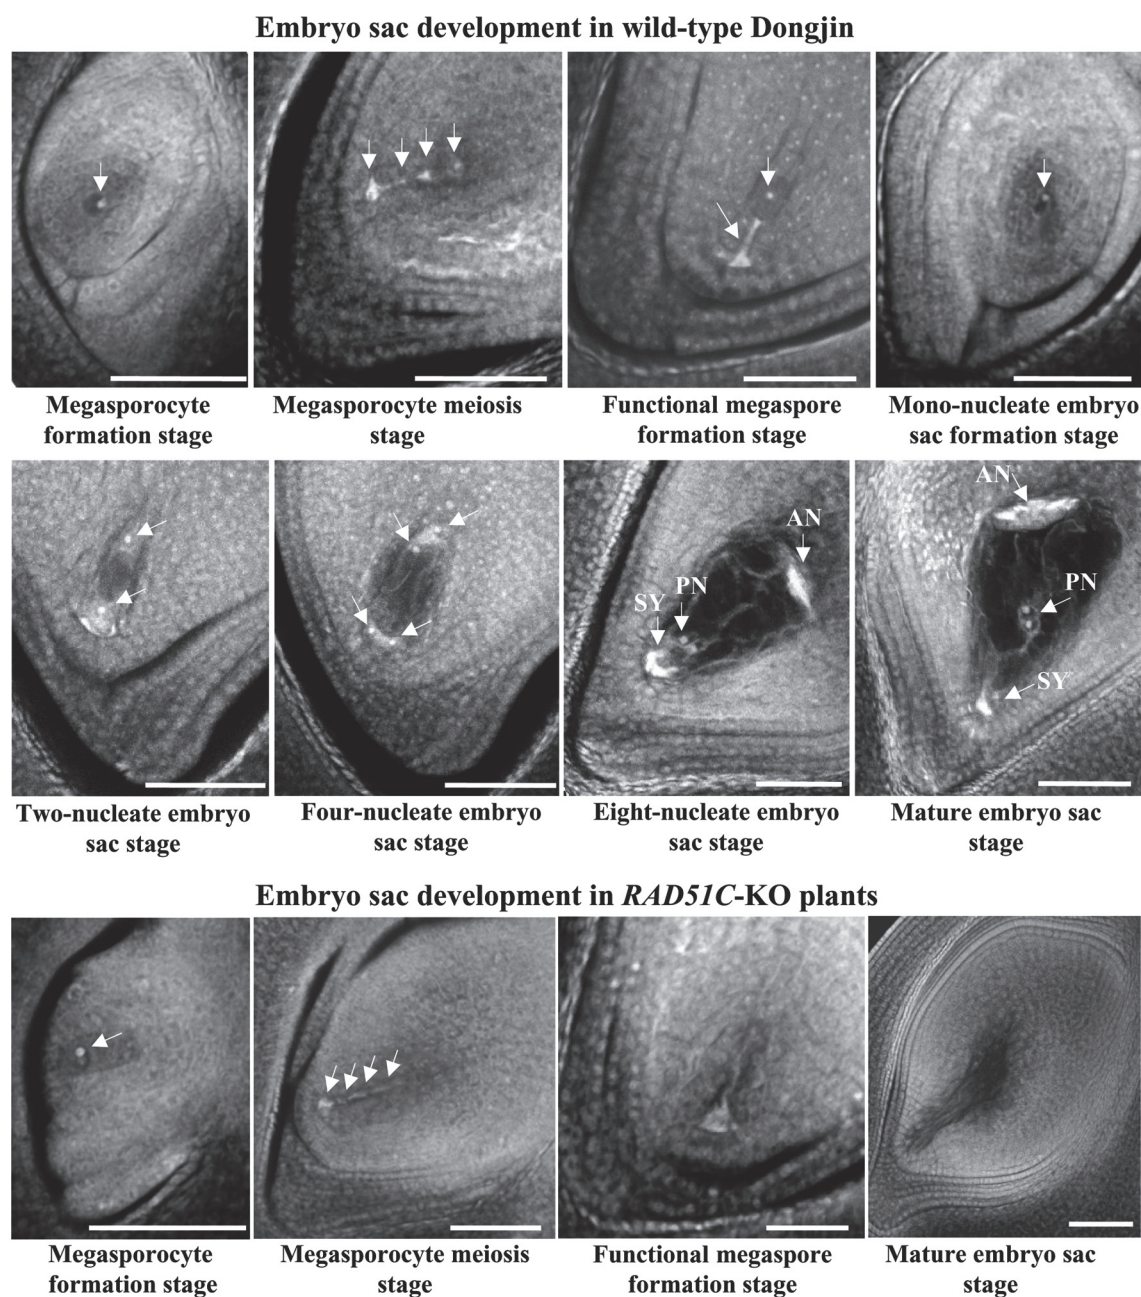 Embryo sac development in wild-type Dongjin
Megasporocyte
formation stage
Megasporocyte meiosis
stage
Functional megaspore
formation stage
Mono-nucleate embryo
sac formation stage
AN
PN
SY
AN
PN
SY
Two-nucleate embryo
sac stage
Four-nucleate embryo
sac stage
Eight-nucleate embryo
sac stage
Mature embryo sac
stage
Embryo sac development in RAD51C-KO plants
Megasporocyte
formation stage
Megasporocyte meiosis
stage
Functional megaspore
formation stage
Mature embryo sac
stage